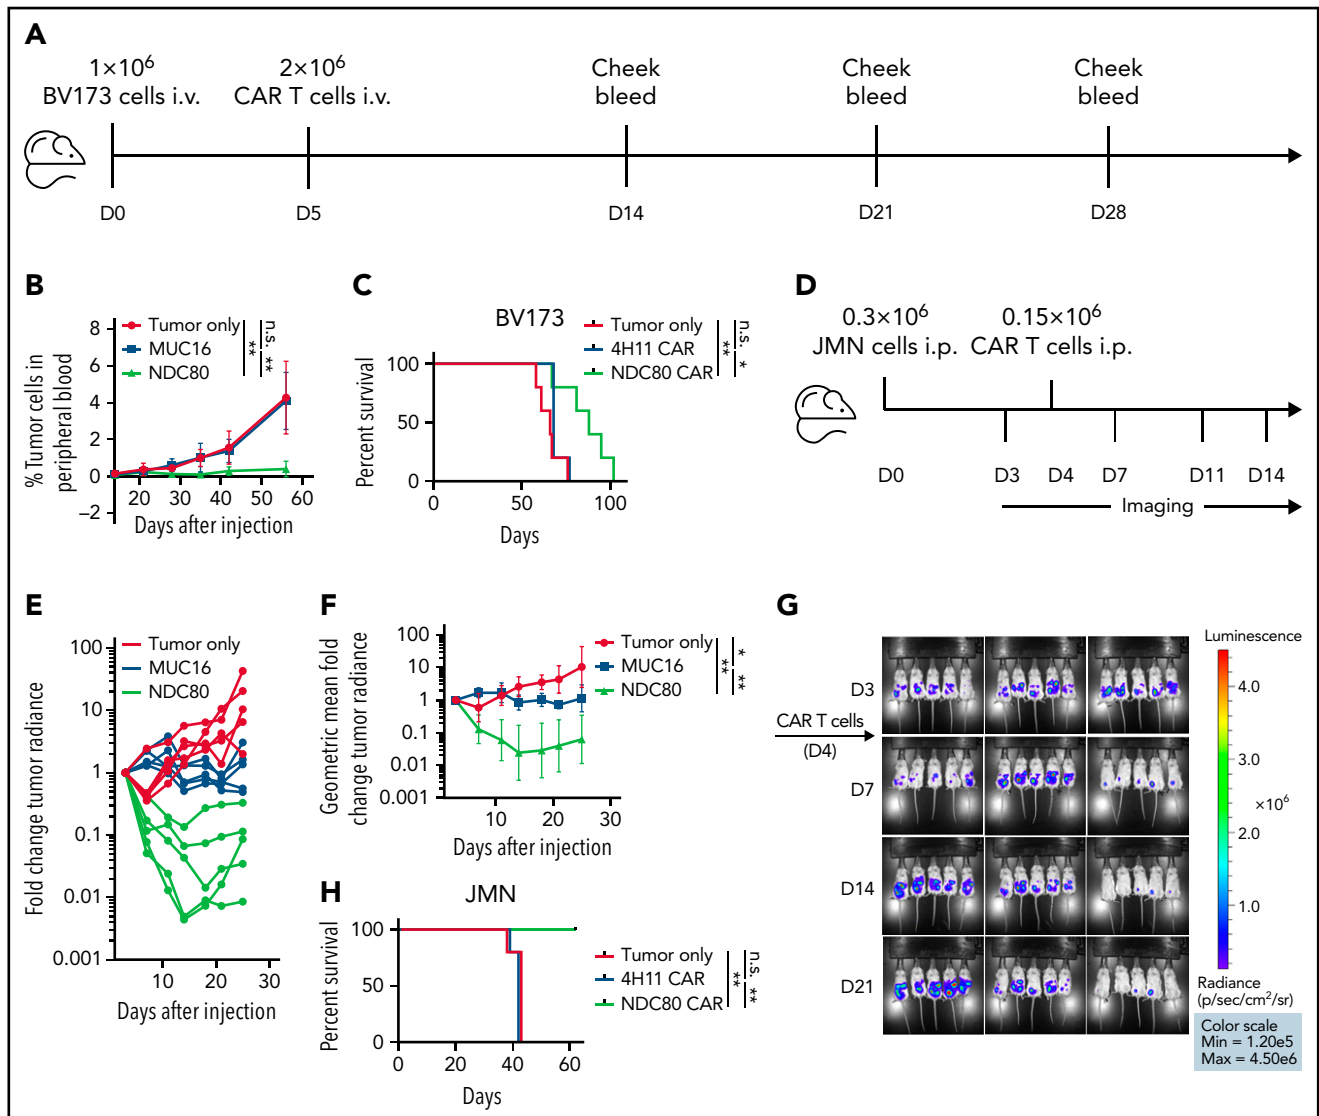 A
1×10⁶
BV173 cells i.v.
2×10⁶
CAR T cells i.v.
Cheek
bleed
Cheek
bleed
Cheek
bleed
D0
D5
D14
D21
D28
B
% Tumor cells in
peripheral blood
8
6
4
2
0
–2
20
30
40
50
60
Days after injection
Tumor only
MUC16
NDC80
n.s.
**
**
C
BV173
Percent survival
100
50
0
0
50
100
Days
Tumor only
4H11 CAR
NDC80 CAR
n.s.
*
**
D
0.3×10⁶
JMN cells i.p.
0.15×10⁶
CAR T cells i.p.
D0
D3
D4
D7
D11
D14
Imaging
E
Fold change tumor radiance
100
10
1
0.1
0.01
0.001
10
20
30
Days after injection
Tumor only
MUC16
NDC80
F
Geometric mean fold
change tumor radiance
100
10
1
0.1
0.01
0.001
0
10
20
30
Days after injection
Tumor only
MUC16
NDC80
*
**
**
G
CAR T cells
(D4)
D3
D7
D14
D21
Luminescence
4.0
3.0
×10⁶
2.0
1.0
Radiance
(p/sec/cm²/sr)
Color scale
Min = 1.20e5
Max = 4.50e6
H
JMN
Percent survival
100
50
0
0
20
40
60
Days
Tumor only
4H11 CAR
NDC80 CAR
n.s.
**
**